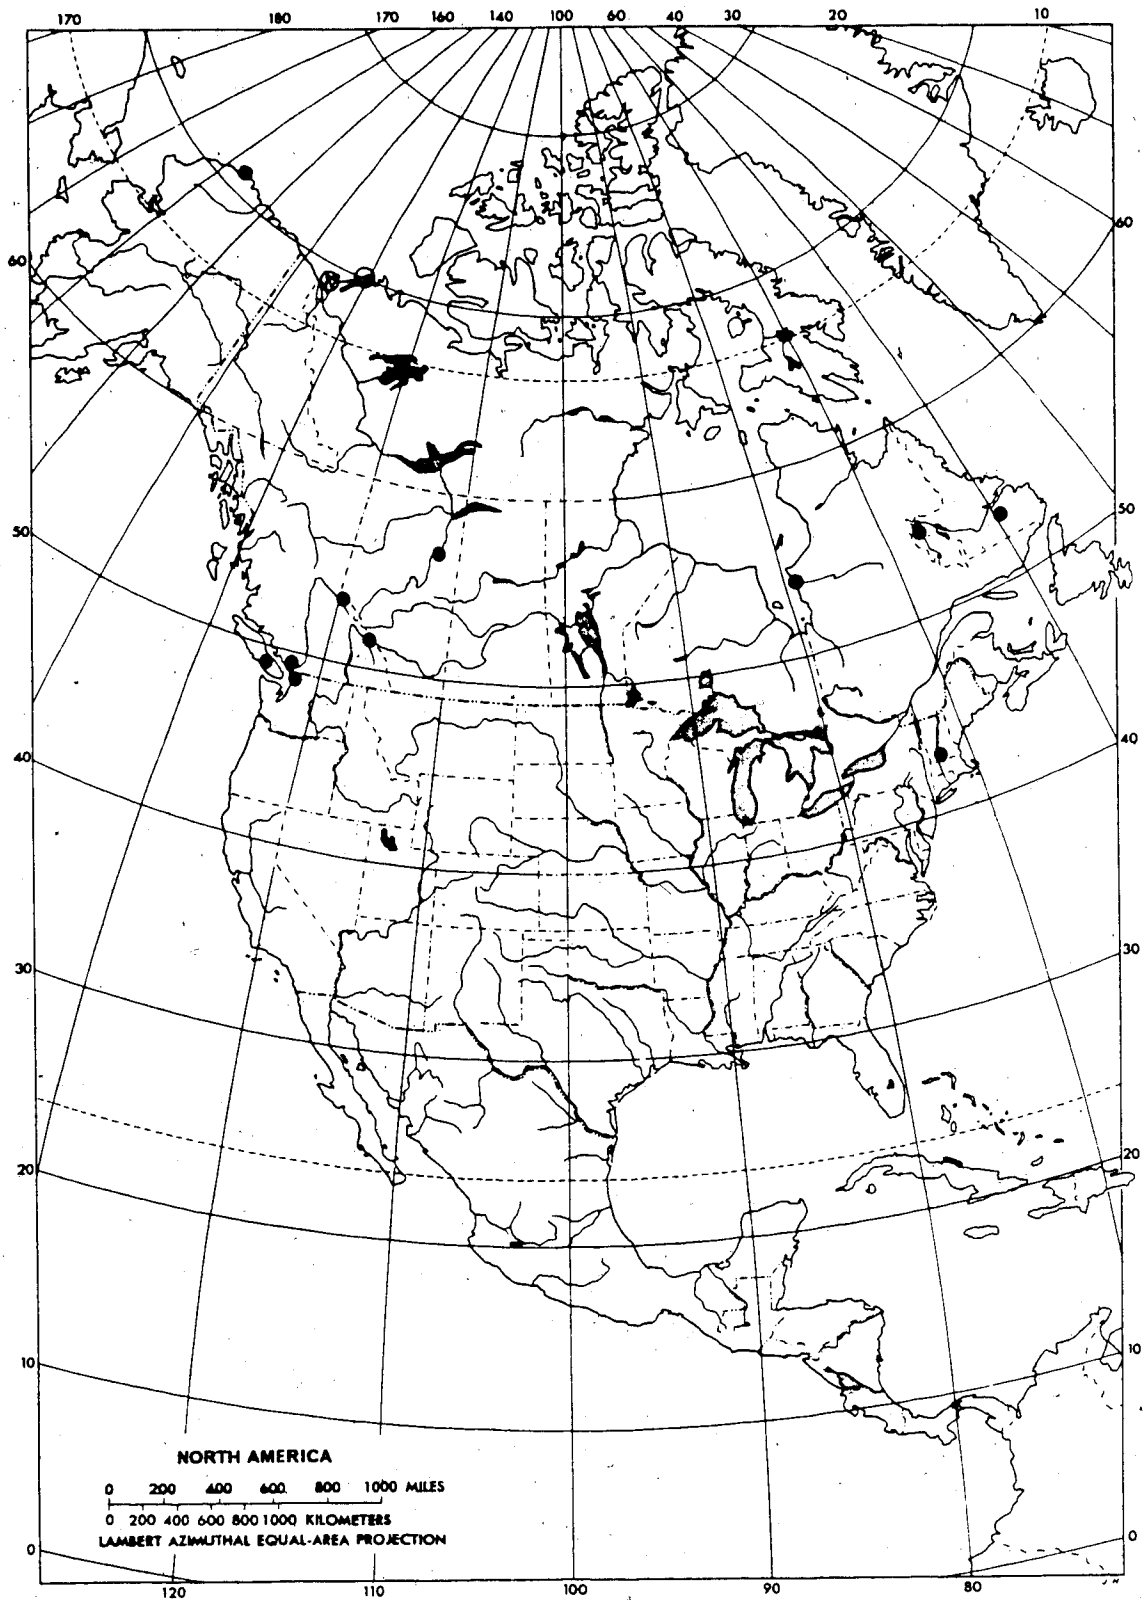 170 180 170 160 140 120 100 80 60 40 30 20 10
60 60
50 50
40 40
30 30
20 20
10 10
NORTH AMERICA
0 200 400 600 800 1000 MILES
0 200 400 600 800 1000 KILOMETERS
LAMBERT AZIMUTHAL EQUAL-AREA PROJECTION
0 0
120 110 100 90 80